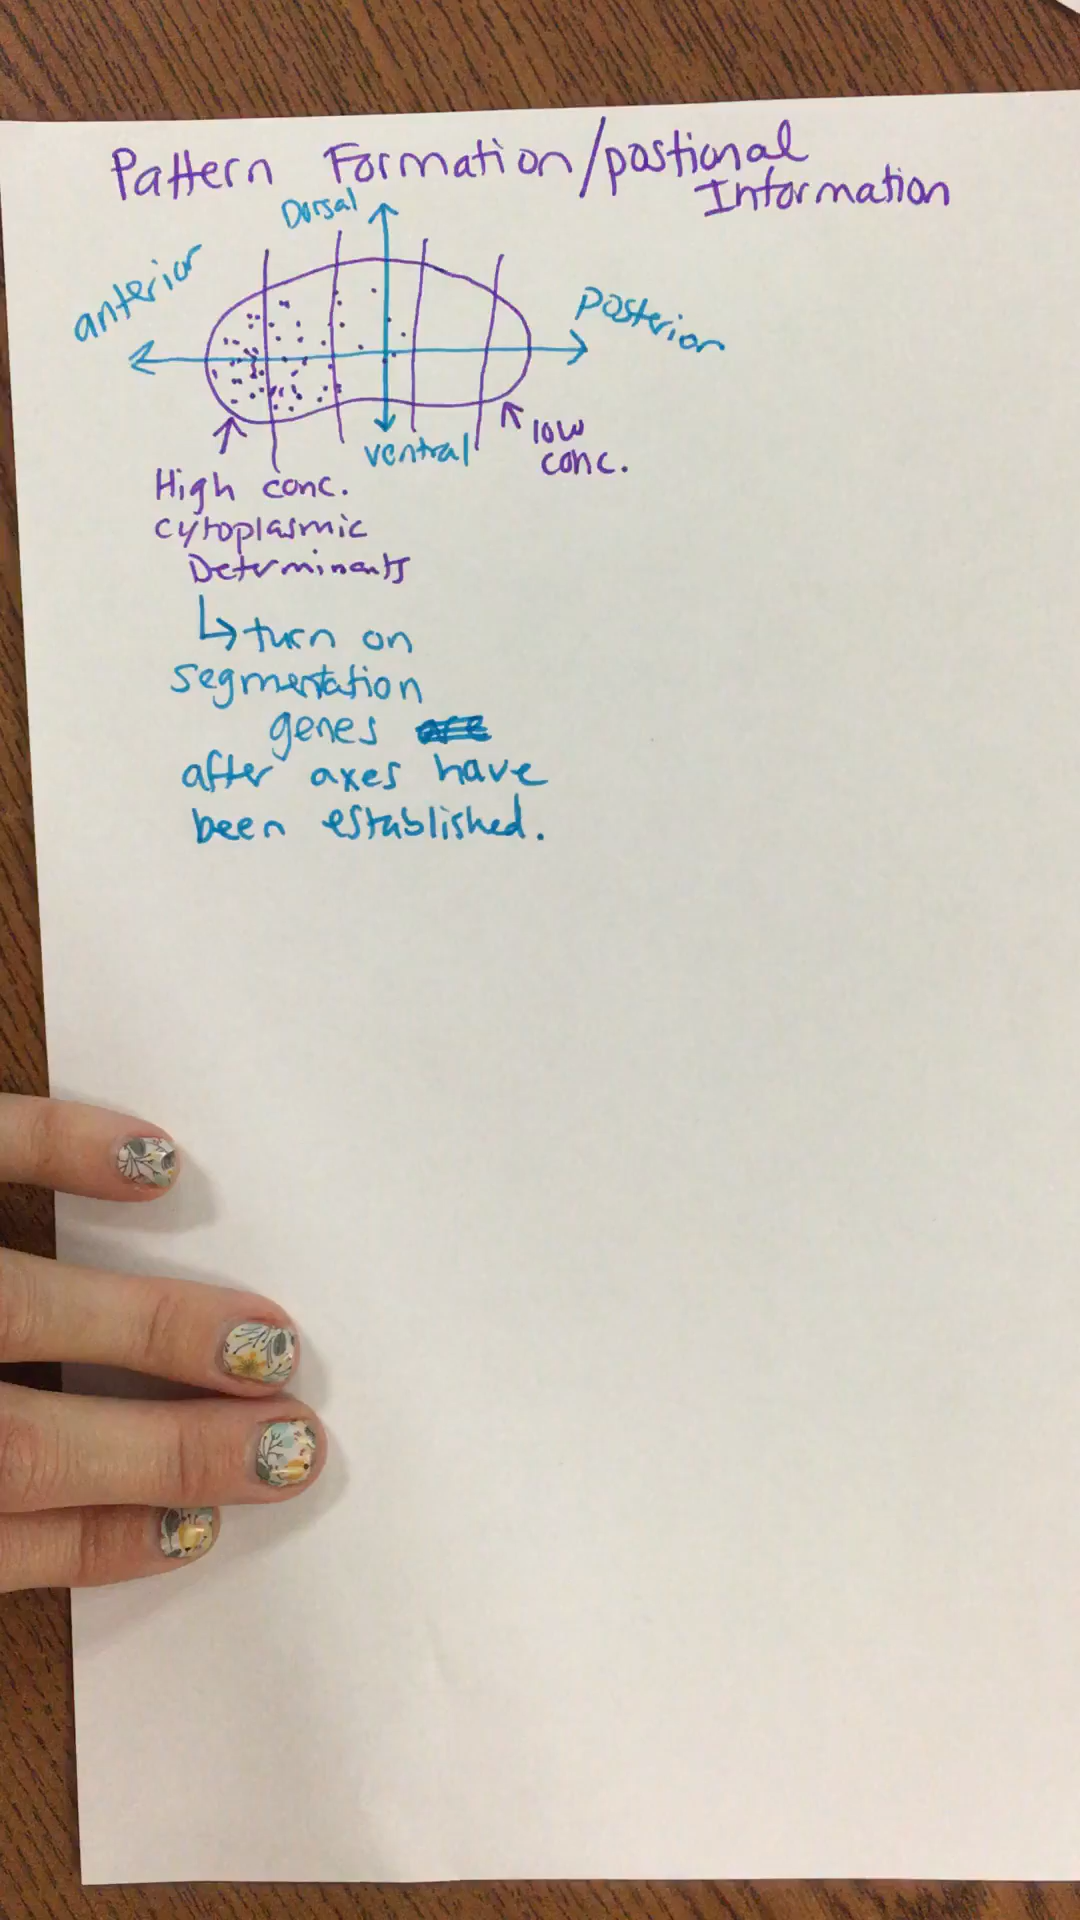 Pattern Formation/postional
Information
Dorsal
anterior
Posterior
ventral
low
conc.
High conc.
cytoplasmic
Determinants
↳ turn on
segmentation
genes
after axes have
been established.